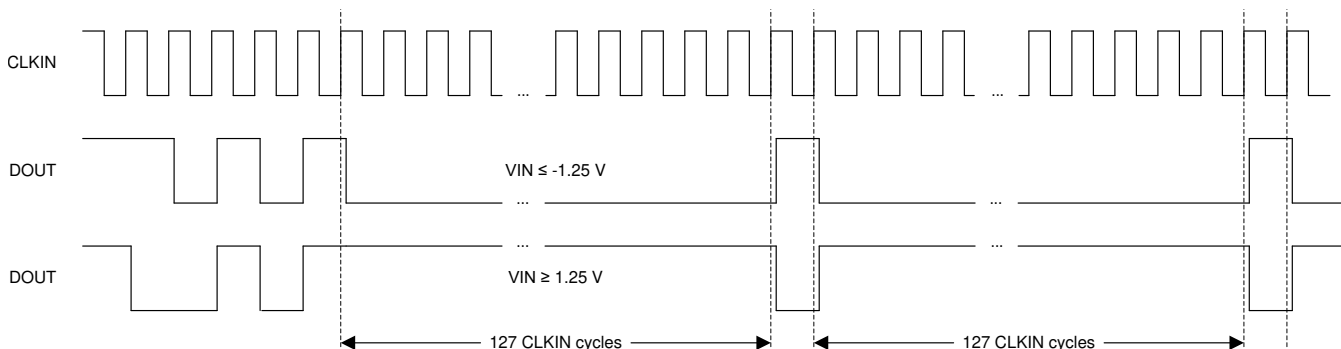 CLKIN
... ...
DOUT
VIN ≤ -1.25 V
... ...
... ...
DOUT
VIN ≥ 1.25 V
... ...
127 CLKIN cycles
127 CLKIN cycles